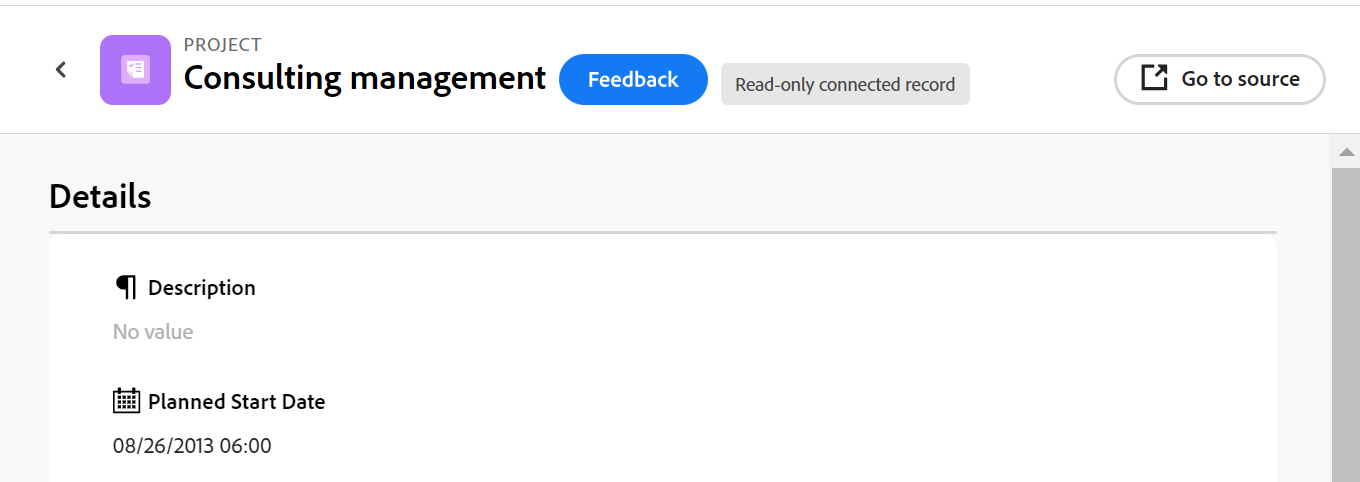 PROJECT
Consulting management
Feedback
Read-only connected record
Go to source
Details
Description
No value
Planned Start Date
08/26/2013 06:00